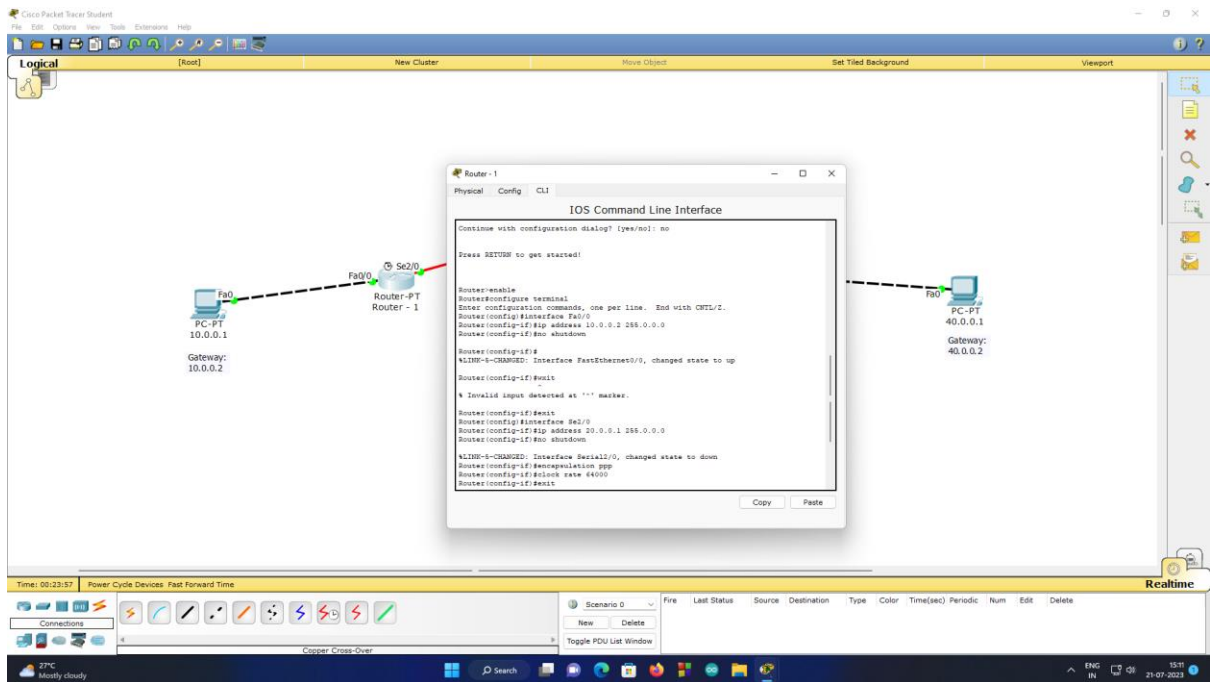 Cisco Packet Tracer Student
File Edit Options View Tools Extensions Help
Logical [Root] New Cluster Move Object Set Tiled Background Viewport
Router - 1
Physical Config CLI
IOS Command Line Interface
Continue with configuration dialog? [yes/no]: no
Press RETURN to get started!
Router>enable
Router#configure terminal
Enter configuration commands, one per line. End with CNTL/Z.
Router(config)#interface Fa0/0
Router(config-if)#ip address 10.0.0.2 255.0.0.0
Router(config-if)#no shutdown
Router(config-if)#
%LINK-5-CHANGED: Interface FastEthernet0/0, changed state to up
Router(config-if)#wxit
^
% Invalid input detected at '^' marker.
Router(config-if)#exit
Router(config)#interface Se2/0
Router(config-if)#ip address 20.0.0.1 255.0.0.0
Router(config-if)#no shutdown
%LINK-5-CHANGED: Interface Serial2/0, changed state to down
Router(config-if)#encapsulation ppp
Router(config-if)#clock rate 64000
Router(config-if)#exit
Copy Paste
Fa0
PC-PT
10.0.0.1
Gateway:
10.0.0.2
Fa0/0
Se2/0
Router-PT
Router - 1
Fa0
PC-PT
40.0.0.1
Gateway:
40.0.0.2
Time: 00:23:57 Power Cycle Devices Fast Forward Time Realtime
Connections
Copper Cross-Over
Scenario 0
New Delete
Toggle PDU List Window
Fire Last Status Source Destination Type Color Time(sec) Periodic Num Edit Delete
27°C
Mostly cloudy
Search
ENG
IN
15:11
21-07-2023